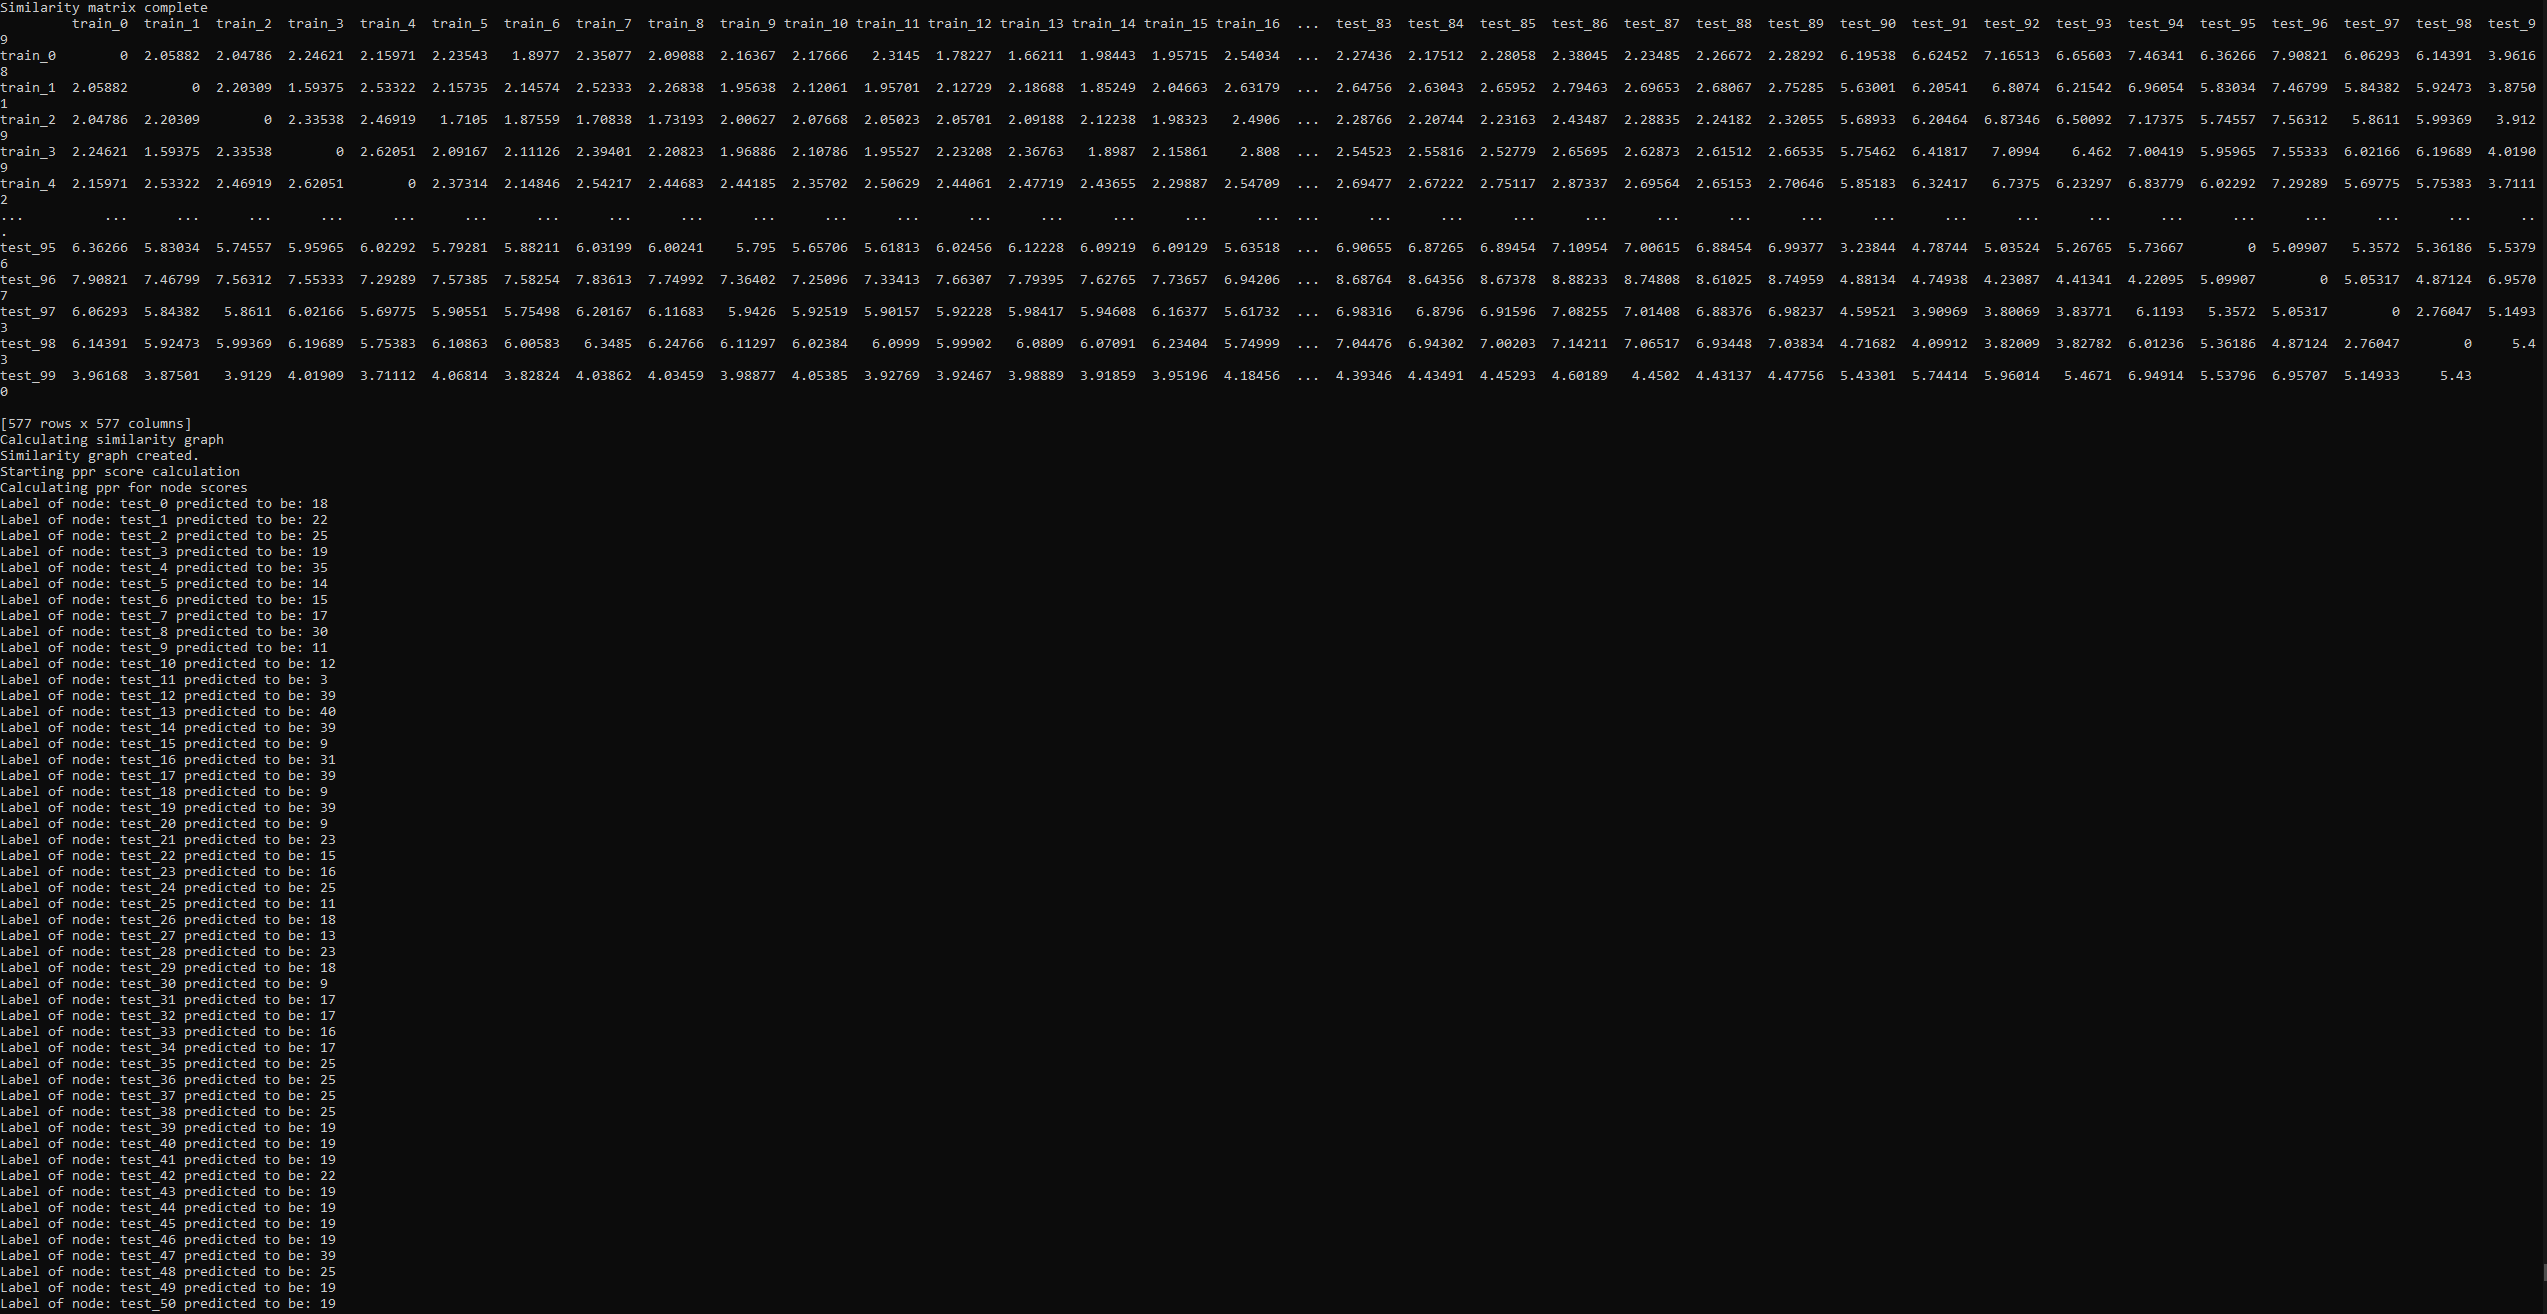 Similarity matrix complete
train_0 train_1 train_2 train_3 train_4 train_5 train_6 train_7 train_8 train_9 train_10 train_11 train_12 train_13 train_14 train_15 train_16 ... test_83 test_84 test_85 test_86 test_87 test_88 test_89 test_90 test_91 test_92 test_93 test_94 test_95 test_96 test_97 test_98 test_9
9
train_0 0 2.05882 2.04786 2.24621 2.15971 2.23543 1.8977 2.35077 2.09088 2.16367 2.17666 2.3145 1.78227 1.66211 1.98443 1.95715 2.54034 ... 2.27436 2.17512 2.28058 2.38045 2.23485 2.26672 2.28292 6.19538 6.62452 7.16513 6.65603 7.46341 6.36266 7.90821 6.06293 6.14391 3.9616
8
train_1 2.05882 0 2.20309 1.59375 2.53322 2.15735 2.14574 2.52333 2.26838 1.95638 2.12061 1.95701 2.12729 2.18688 1.85249 2.04663 2.63179 ... 2.64756 2.63043 2.65952 2.79463 2.69653 2.68067 2.75285 5.63001 6.20541 6.8074 6.21542 6.96054 5.83034 7.46799 5.84382 5.92473 3.8750
1
train_2 2.04786 2.20309 0 2.33538 2.46919 1.7105 1.87559 1.70838 1.73193 2.00627 2.07668 2.05023 2.05701 2.09188 2.12238 1.98323 2.4906 ... 2.28766 2.20744 2.23163 2.43487 2.28835 2.24182 2.32055 5.68933 6.20464 6.87346 6.50092 7.17375 5.74557 7.56312 5.8611 5.99369 3.912
9
train_3 2.24621 1.59375 2.33538 0 2.62051 2.09167 2.11126 2.39401 2.20823 1.96886 2.10786 1.95527 2.23208 2.36763 1.8987 2.15861 2.808 ... 2.54523 2.55816 2.52779 2.65695 2.62873 2.61512 2.66535 5.75462 6.41817 7.0994 6.462 7.00419 5.95965 7.55333 6.02166 6.19689 4.0190
9
train_4 2.15971 2.53322 2.46919 2.62051 0 2.37314 2.14846 2.54217 2.44683 2.44185 2.35702 2.50629 2.44061 2.47719 2.43655 2.29887 2.54709 ... 2.69477 2.67222 2.75117 2.87337 2.69564 2.65153 2.70646 5.85183 6.32417 6.7375 6.23297 6.83779 6.02292 7.29289 5.69775 5.75383 3.7111
2
... ... ... ... ... ... ... ... ... ... ... ... ... ... ... ... ... ... ... ... ... ... ... ... ... ... ... ... ... ... ... ... ... ... ..
.
test_95 6.36266 5.83034 5.74557 5.95965 6.02292 5.79281 5.88211 6.03199 6.00241 5.795 5.65706 5.61813 6.02456 6.12228 6.09219 6.09129 5.63518 ... 6.90655 6.87265 6.89454 7.10954 7.00615 6.88454 6.99377 3.23844 4.78744 5.03524 5.26765 5.73667 0 5.09907 5.3572 5.36186 5.5379
6
test_96 7.90821 7.46799 7.56312 7.55333 7.29289 7.57385 7.58254 7.83613 7.74992 7.36402 7.25096 7.33413 7.66307 7.79395 7.62765 7.73657 6.94206 ... 8.68764 8.64356 8.67378 8.88233 8.74808 8.61025 8.74959 4.88134 4.74938 4.23087 4.41341 4.22095 5.09907 0 5.05317 4.87124 6.9570
7
test_97 6.06293 5.84382 5.8611 6.02166 5.69775 5.90551 5.75498 6.20167 6.11683 5.9426 5.92519 5.90157 5.92228 5.98417 5.94608 6.16377 5.61732 ... 6.98316 6.8796 6.91596 7.08255 7.01408 6.88376 6.98237 4.59521 3.90969 3.80069 3.83771 6.1193 5.3572 5.05317 0 2.76047 5.1493
3
test_98 6.14391 5.92473 5.99369 6.19689 5.75383 6.10863 6.00583 6.3485 6.24766 6.11297 6.02384 6.0999 5.99902 6.0809 6.07091 6.23404 5.74999 ... 7.04476 6.94302 7.00203 7.14211 7.06517 6.93448 7.03834 4.71682 4.09912 3.82009 3.82782 6.01236 5.36186 4.87124 2.76047 0 5.4
3
test_99 3.96168 3.87501 3.9129 4.01909 3.71112 4.06814 3.82824 4.03862 4.03459 3.98877 4.05385 3.92769 3.92467 3.98889 3.91859 3.95196 4.18456 ... 4.39346 4.43491 4.45293 4.60189 4.4502 4.43137 4.47756 5.43301 5.74414 5.96014 5.4671 6.94914 5.53796 6.95707 5.14933 5.43
0
[577 rows x 577 columns]
Calculating similarity graph
Similarity graph created.
Starting ppr score calculation
Calculating ppr for node scores
Label of node: test_0 predicted to be: 18
Label of node: test_1 predicted to be: 22
Label of node: test_2 predicted to be: 25
Label of node: test_3 predicted to be: 19
Label of node: test_4 predicted to be: 35
Label of node: test_5 predicted to be: 14
Label of node: test_6 predicted to be: 15
Label of node: test_7 predicted to be: 17
Label of node: test_8 predicted to be: 30
Label of node: test_9 predicted to be: 11
Label of node: test_10 predicted to be: 12
Label of node: test_11 predicted to be: 3
Label of node: test_12 predicted to be: 39
Label of node: test_13 predicted to be: 40
Label of node: test_14 predicted to be: 39
Label of node: test_15 predicted to be: 9
Label of node: test_16 predicted to be: 31
Label of node: test_17 predicted to be: 39
Label of node: test_18 predicted to be: 9
Label of node: test_19 predicted to be: 39
Label of node: test_20 predicted to be: 9
Label of node: test_21 predicted to be: 23
Label of node: test_22 predicted to be: 15
Label of node: test_23 predicted to be: 16
Label of node: test_24 predicted to be: 25
Label of node: test_25 predicted to be: 11
Label of node: test_26 predicted to be: 18
Label of node: test_27 predicted to be: 13
Label of node: test_28 predicted to be: 23
Label of node: test_29 predicted to be: 18
Label of node: test_30 predicted to be: 9
Label of node: test_31 predicted to be: 17
Label of node: test_32 predicted to be: 17
Label of node: test_33 predicted to be: 16
Label of node: test_34 predicted to be: 17
Label of node: test_35 predicted to be: 25
Label of node: test_36 predicted to be: 25
Label of node: test_37 predicted to be: 25
Label of node: test_38 predicted to be: 25
Label of node: test_39 predicted to be: 19
Label of node: test_40 predicted to be: 19
Label of node: test_41 predicted to be: 19
Label of node: test_42 predicted to be: 22
Label of node: test_43 predicted to be: 19
Label of node: test_44 predicted to be: 19
Label of node: test_45 predicted to be: 19
Label of node: test_46 predicted to be: 19
Label of node: test_47 predicted to be: 39
Label of node: test_48 predicted to be: 25
Label of node: test_49 predicted to be: 19
Label of node: test_50 predicted to be: 19